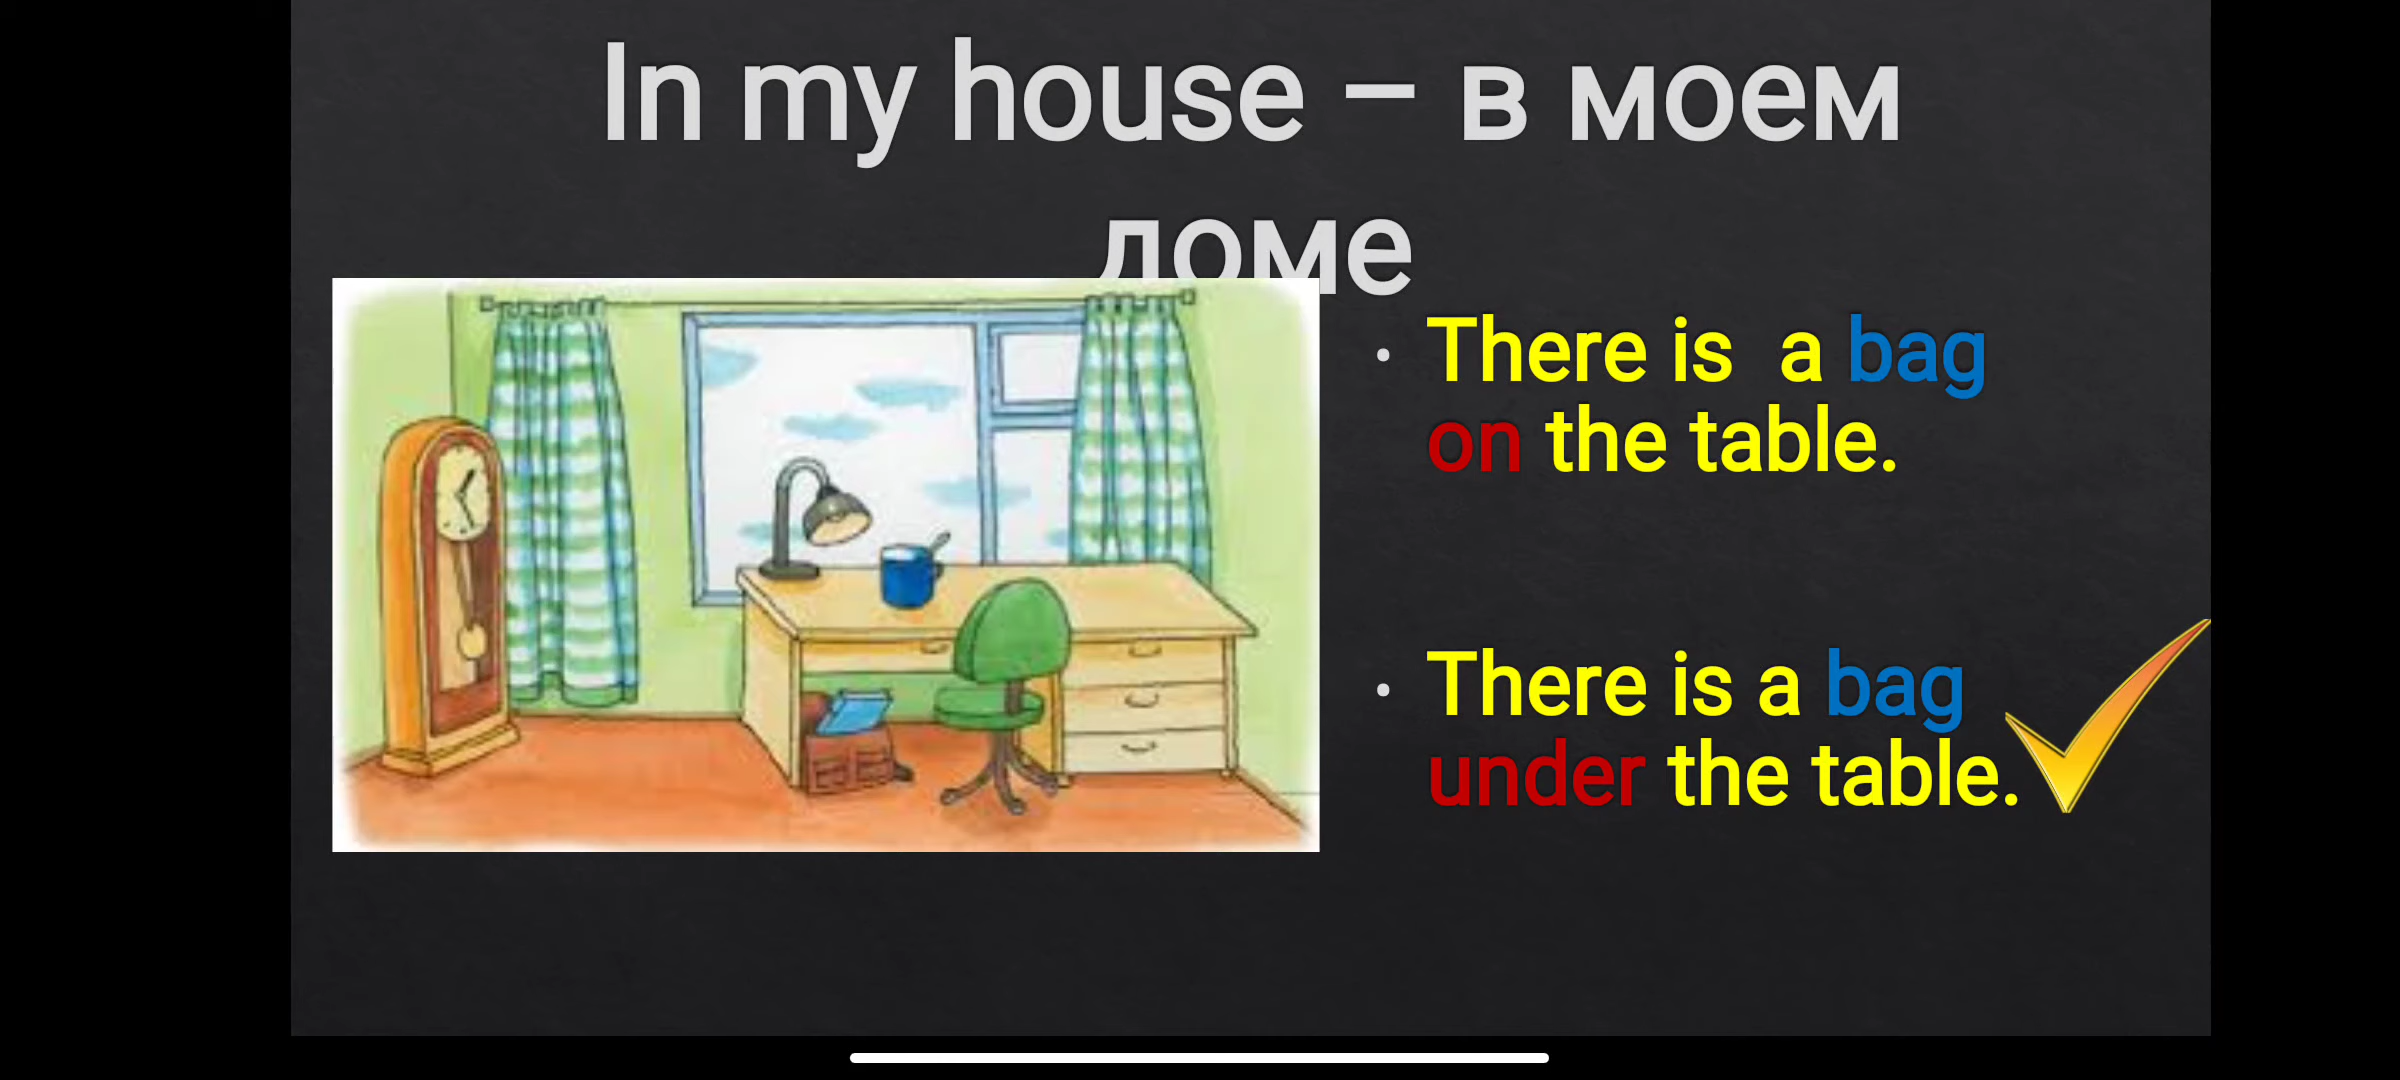 In my house – в моем
доме
• There is  a bag
on the table.
• There is a bag
under the table.